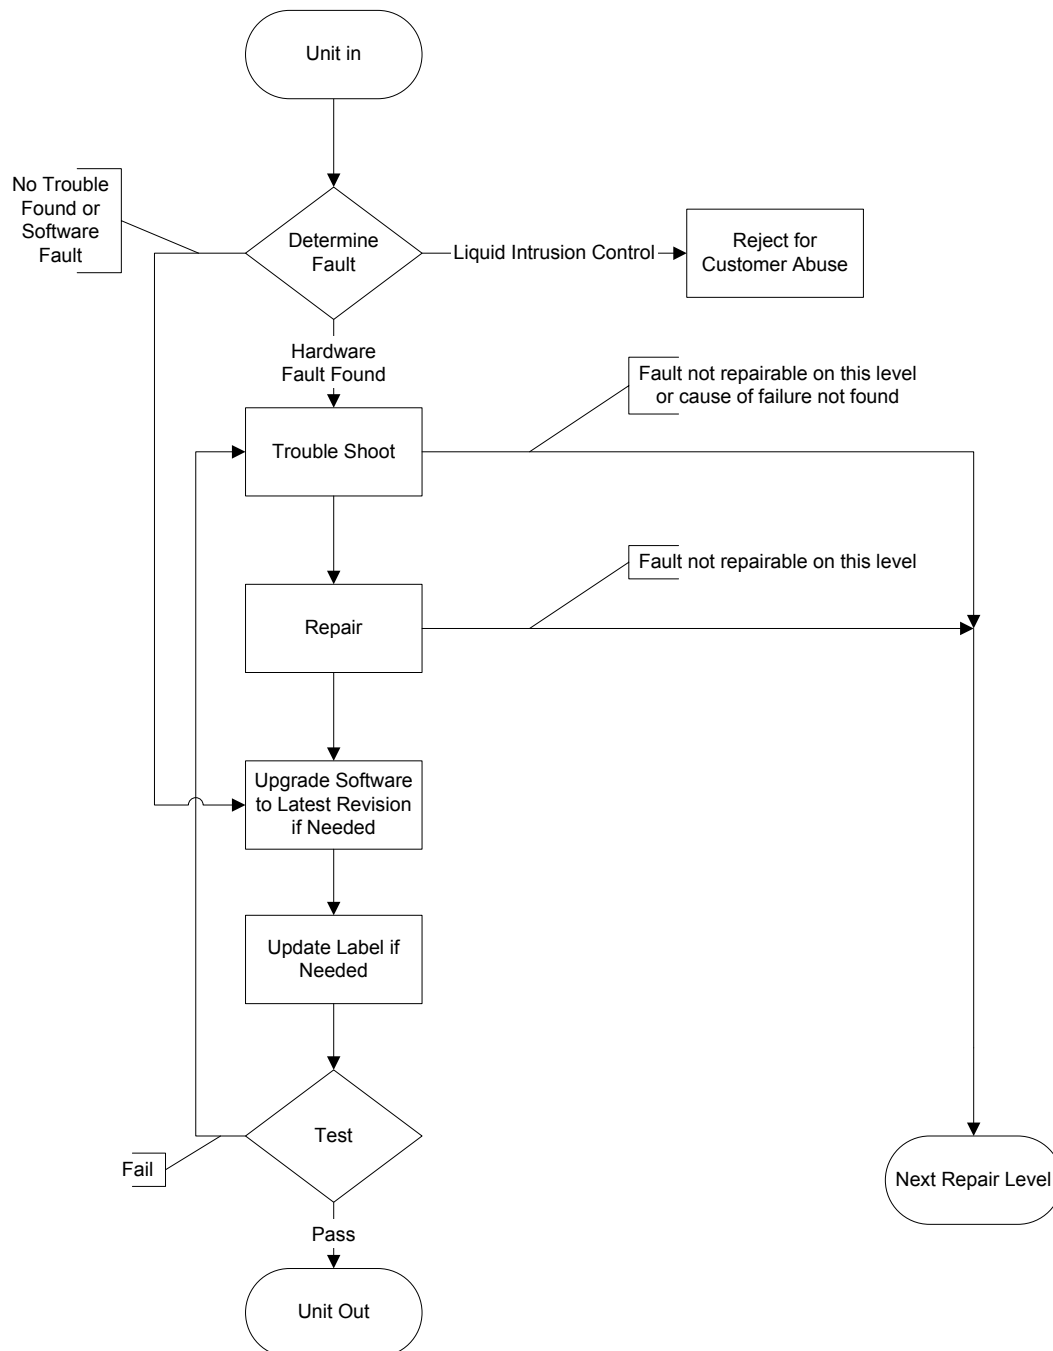 Unit in
No Trouble
Found or
Software
Fault
Determine
Fault
Liquid Intrusion Control
Reject for
Customer Abuse
Hardware
Fault Found
Fault not repairable on this level
or cause of failure not found
Trouble Shoot
Fault not repairable on this level
Repair
Upgrade Software
to Latest Revision
if Needed
Update Label if
Needed
Test
Fail
Next Repair Level
Pass
Unit Out